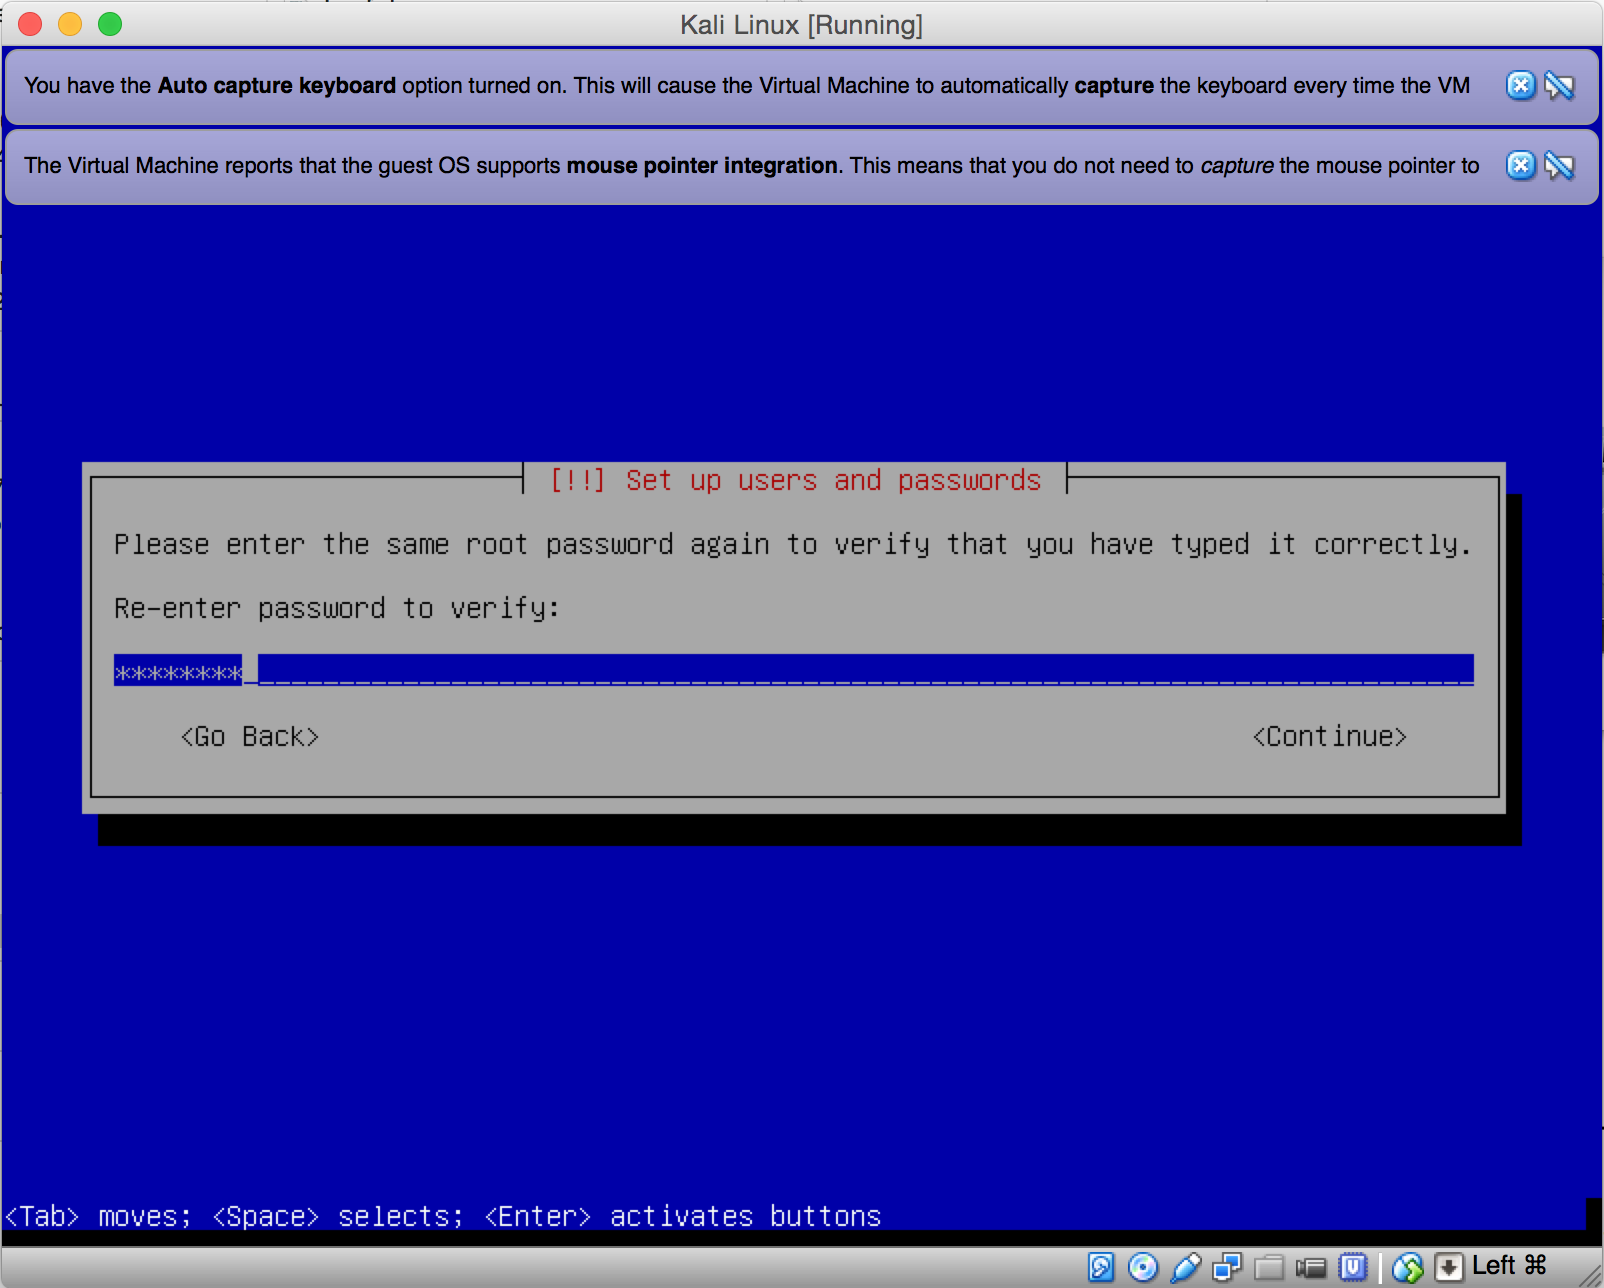 Kali Linux [Running]
You have the Auto capture keyboard option turned on. This will cause the Virtual Machine to automatically capture the keyboard every time the VM
The Virtual Machine reports that the guest OS supports mouse pointer integration. This means that you do not need to capture the mouse pointer to
[!!] Set up users and passwords
Please enter the same root password again to verify that you have typed it correctly.
Re-enter password to verify:
********
<Go Back> <Continue>
<Tab> moves; <Space> selects; <Enter> activates buttons
Left ⌘